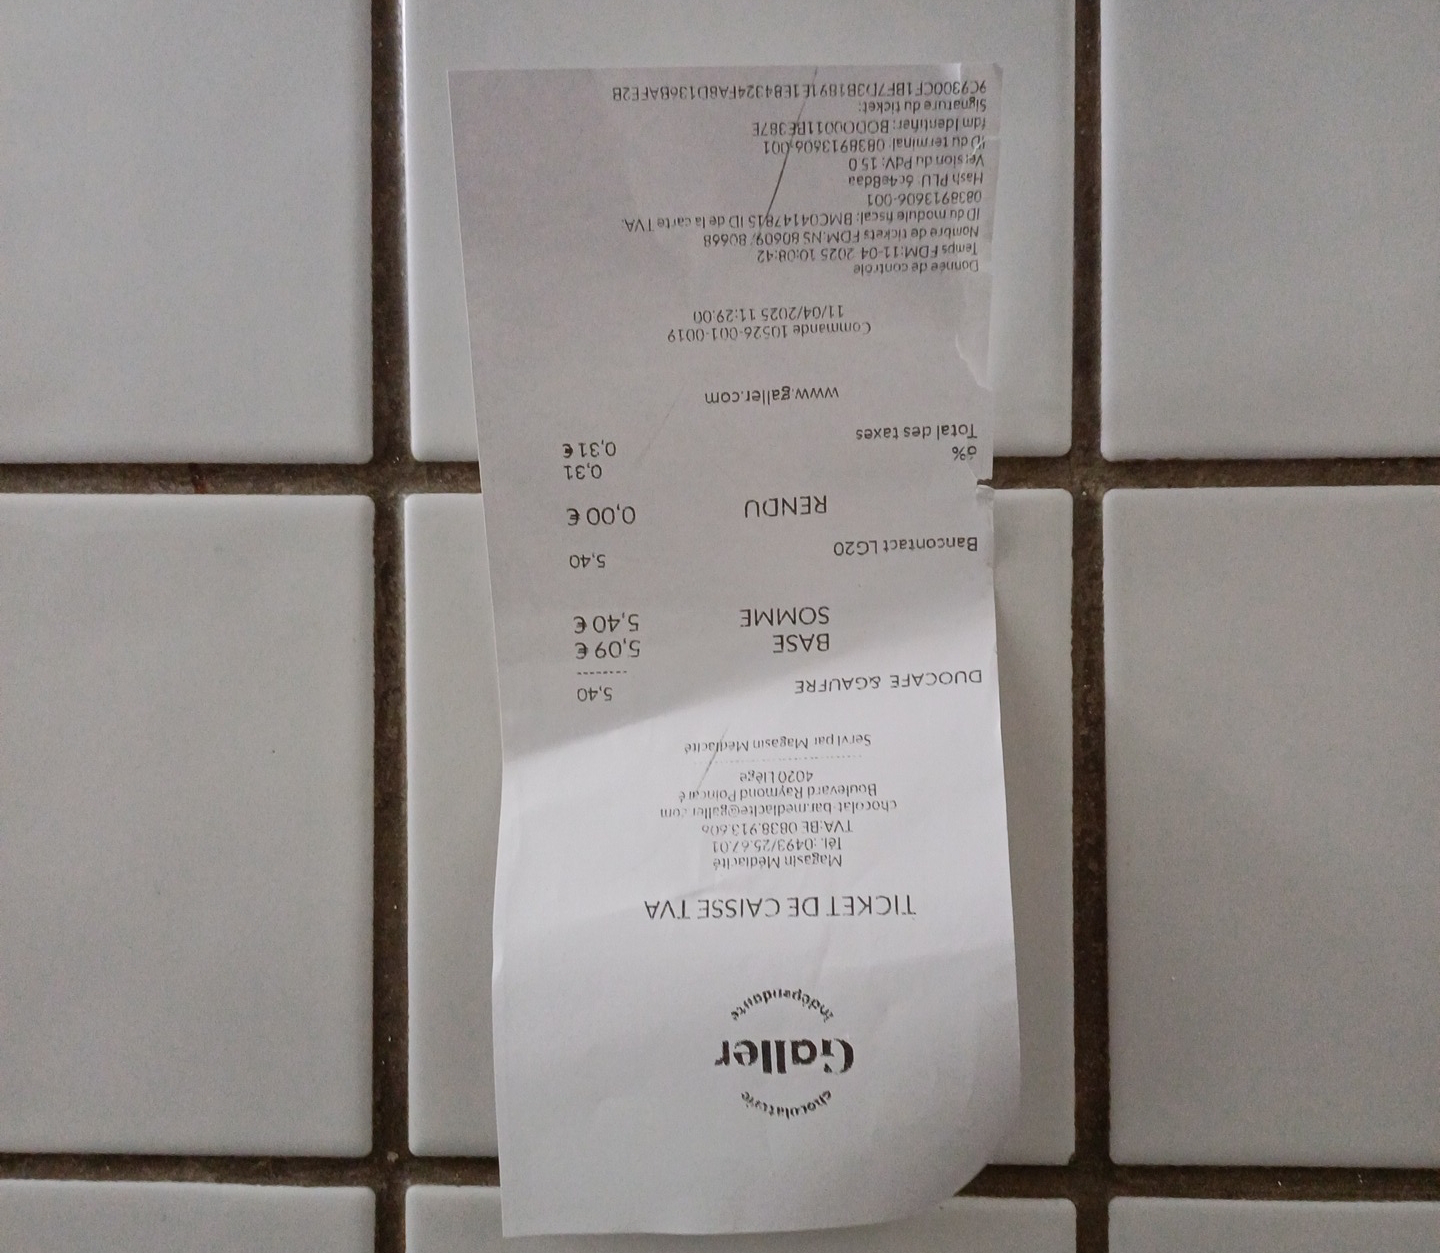 chocolaterie
Galler
indépendante
TICKET DE CAISSE TVA
Magasin Médiacité
Tél. :0493/25.67.01
TVA:BE 0838.913.606
chocolat-bar.mediacite@galler.com
Boulevard Raymond Poincaré
4020 Liège
Servi par Magasin Médiacité
DUOCAFE &GAUFRE 5,40
BASE 5,09 €
SOMME 5,40 €
Bancontact LG20 5,40
RENDU 0,00 €
6% 0,31
Total des taxes 0,31 €
www.galler.com
Commande 10526-001-0019
11/04/2025 11:29:00
Donnée de contrôle
Temps FDM:11-04-2025 10:08:42
Nombre de tickets FDM:NS 80609/ 80668
ID du module fiscal: BMC04147815 ID de la carte TVA:
0838913606-001
Hash PLU: 6c4e8daa
Version du PdV: 15.0
ID du terminal: 0838913606-001
fdm Identifier: BODO0011BE387E
Signature du ticket:
9C9300CF1BF7D3B1891E1E84324FA8D136BAFE2B